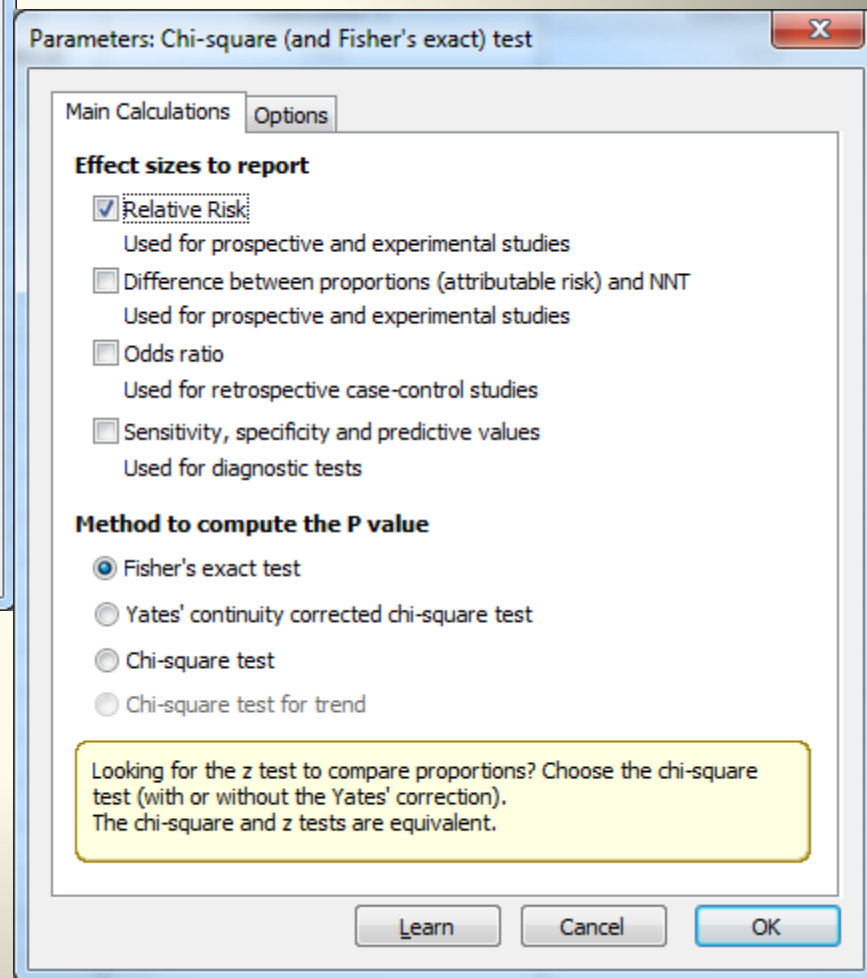 Parameters: Chi-square (and Fisher's exact) test
x
Main Calculations
Options
Effect sizes to report
Relative Risk
Used for prospective and experimental studies
Difference between proportions (attributable risk) and NNT
Used for prospective and experimental studies
Odds ratio
Used for retrospective case-control studies
Sensitivity, specificity and predictive values
Used for diagnostic tests
Method to compute the P value
Fisher's exact test
Yates' continuity corrected chi-square test
Chi-square test
Chi-square test for trend
Looking for the z test to compare proportions? Choose the chi-square
test (with or without the Yates' correction).
The chi-square and z tests are equivalent.
Learn
Cancel
OK